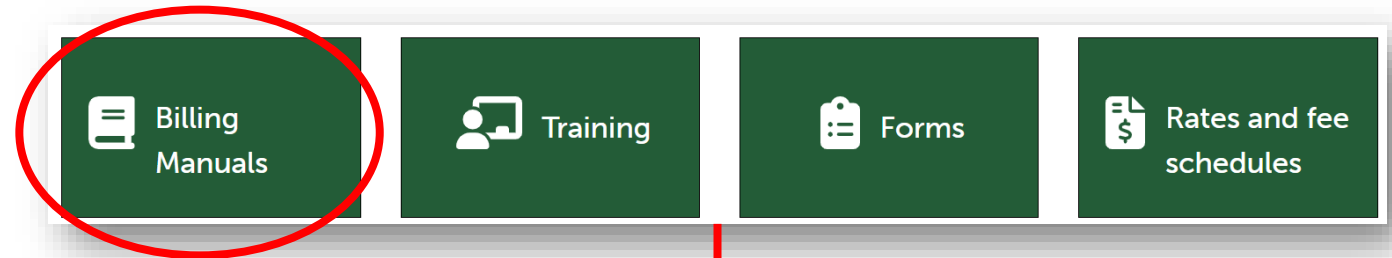 Billing
Manuals
Training
Forms
Rates and fee
schedules